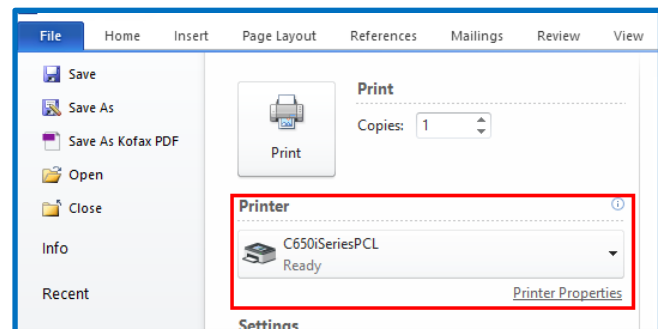 File Home Insert Page Layout References Mailings Review View
Save
Save As
Save As Kofax PDF
Open
Close
Info
Recent
Print
Print
Copies: 1
Printer
C650iSeriesPCL
Ready
Printer Properties
Settings